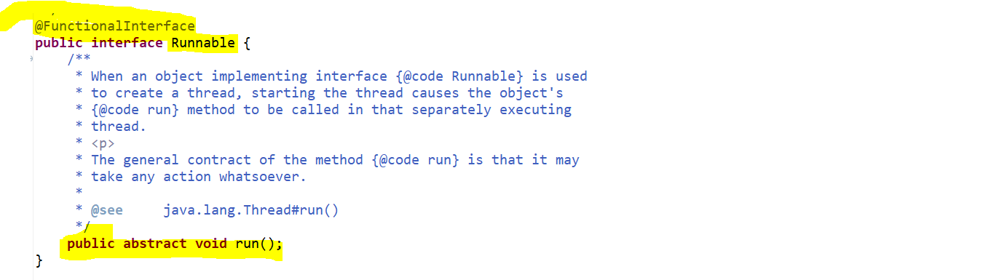 @FunctionalInterface
public interface Runnable {
/**
* When an object implementing interface {@code Runnable} is used
* to create a thread, starting the thread causes the object's
* {@code run} method to be called in that separately executing
* thread.
* <p>
* The general contract of the method {@code run} is that it may
* take any action whatsoever.
*
* @see     java.lang.Thread#run()
*/
public abstract void run();
}